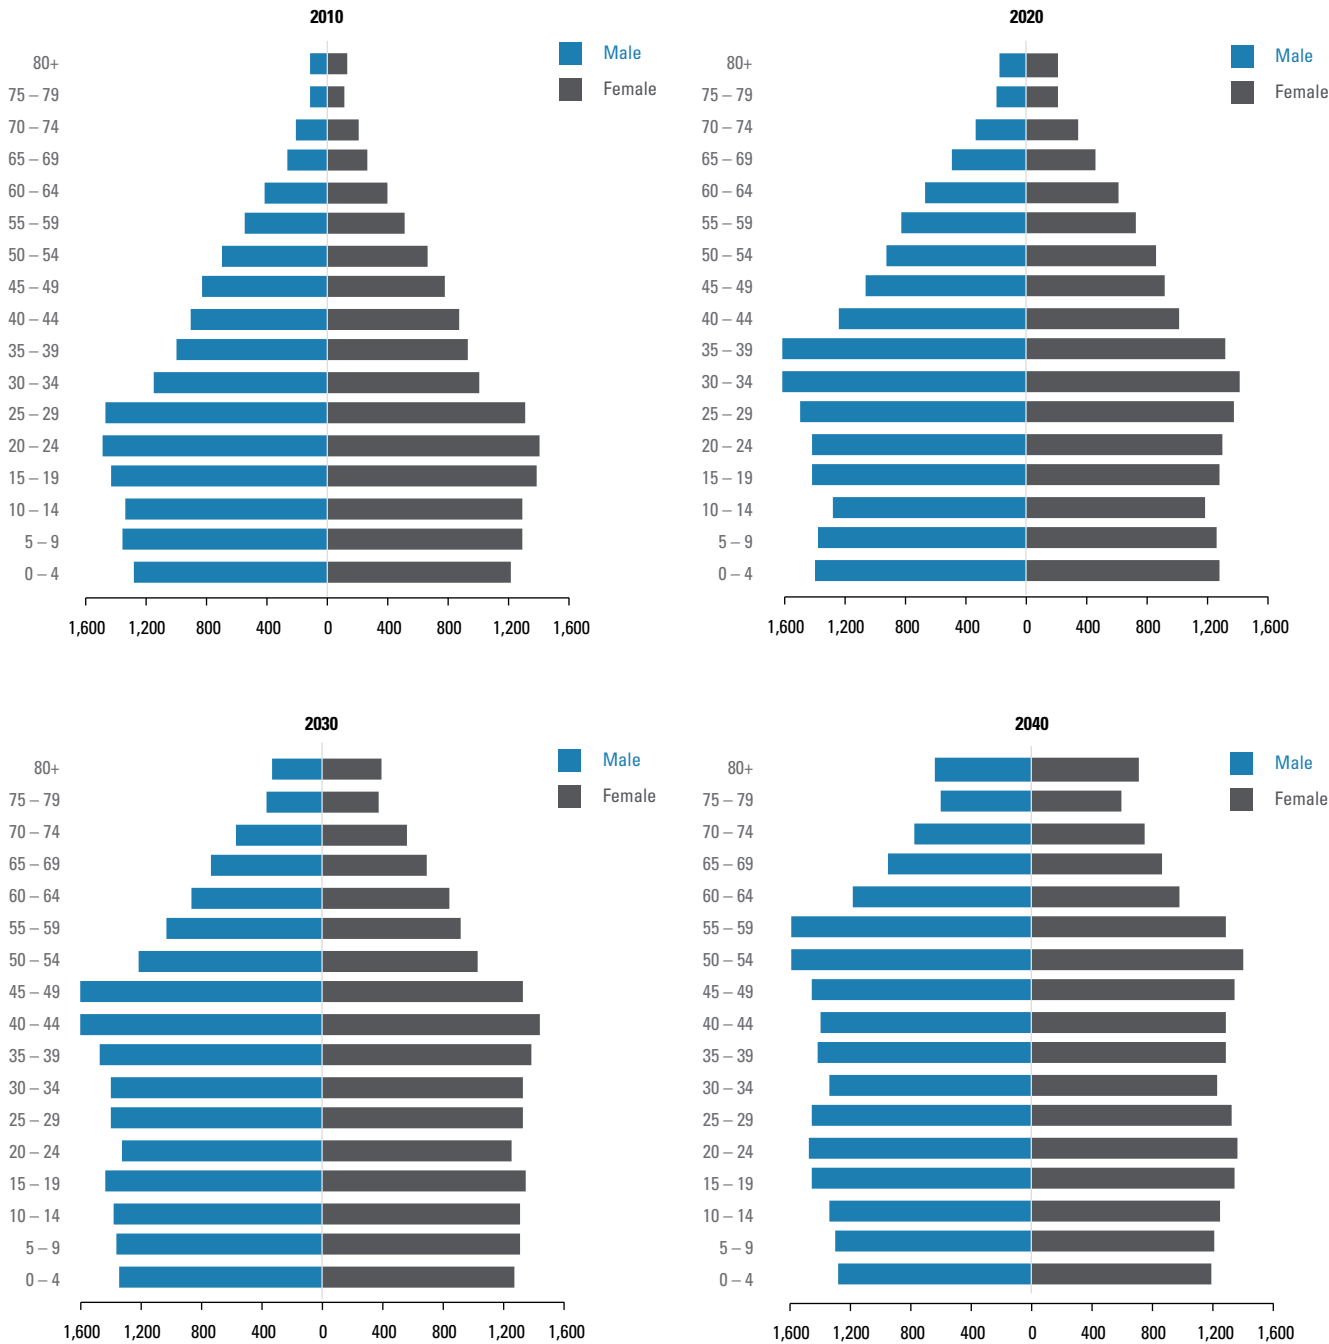 2010
Male
Female
80+
75 – 79
70 – 74
65 – 69
60 – 64
55 – 59
50 – 54
45 – 49
40 – 44
35 – 39
30 – 34
25 – 29
20 – 24
15 – 19
10 – 14
5 – 9
0 – 4
1,600 1,200 800 400 0 400 800 1,200 1,600
2020
Male
Female
80+
75 – 79
70 – 74
65 – 69
60 – 64
55 – 59
50 – 54
45 – 49
40 – 44
35 – 39
30 – 34
25 – 29
20 – 24
15 – 19
10 – 14
5 – 9
0 – 4
1,600 1,200 800 400 0 400 800 1,200 1,600
2030
Male
Female
80+
75 – 79
70 – 74
65 – 69
60 – 64
55 – 59
50 – 54
45 – 49
40 – 44
35 – 39
30 – 34
25 – 29
20 – 24
15 – 19
10 – 14
5 – 9
0 – 4
1,600 1,200 800 400 0 400 800 1,200 1,600
2040
Male
Female
80+
75 – 79
70 – 74
65 – 69
60 – 64
55 – 59
50 – 54
45 – 49
40 – 44
35 – 39
30 – 34
25 – 29
20 – 24
15 – 19
10 – 14
5 – 9
0 – 4
1,600 1,200 800 400 0 400 800 1,200 1,600